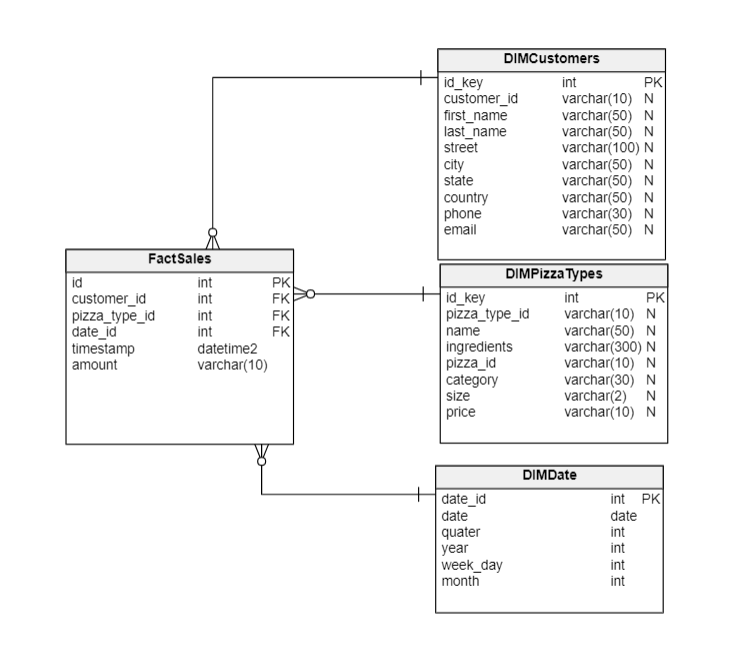 DIMCustomers
id_key int PK
customer_id varchar(10) N
first_name varchar(50) N
last_name varchar(50) N
street varchar(100) N
city varchar(50) N
state varchar(50) N
country varchar(50) N
phone varchar(30) N
email varchar(50) N
FactSales
id int PK
customer_id int FK
pizza_type_id int FK
date_id int FK
timestamp datetime2
amount varchar(10)
DIMPizzaTypes
id_key int PK
pizza_type_id varchar(10) N
name varchar(50) N
ingredients varchar(300) N
pizza_id varchar(10) N
category varchar(30) N
size varchar(2) N
price varchar(10) N
DIMDate
date_id int PK
date date
quater int
year int
week_day int
month int